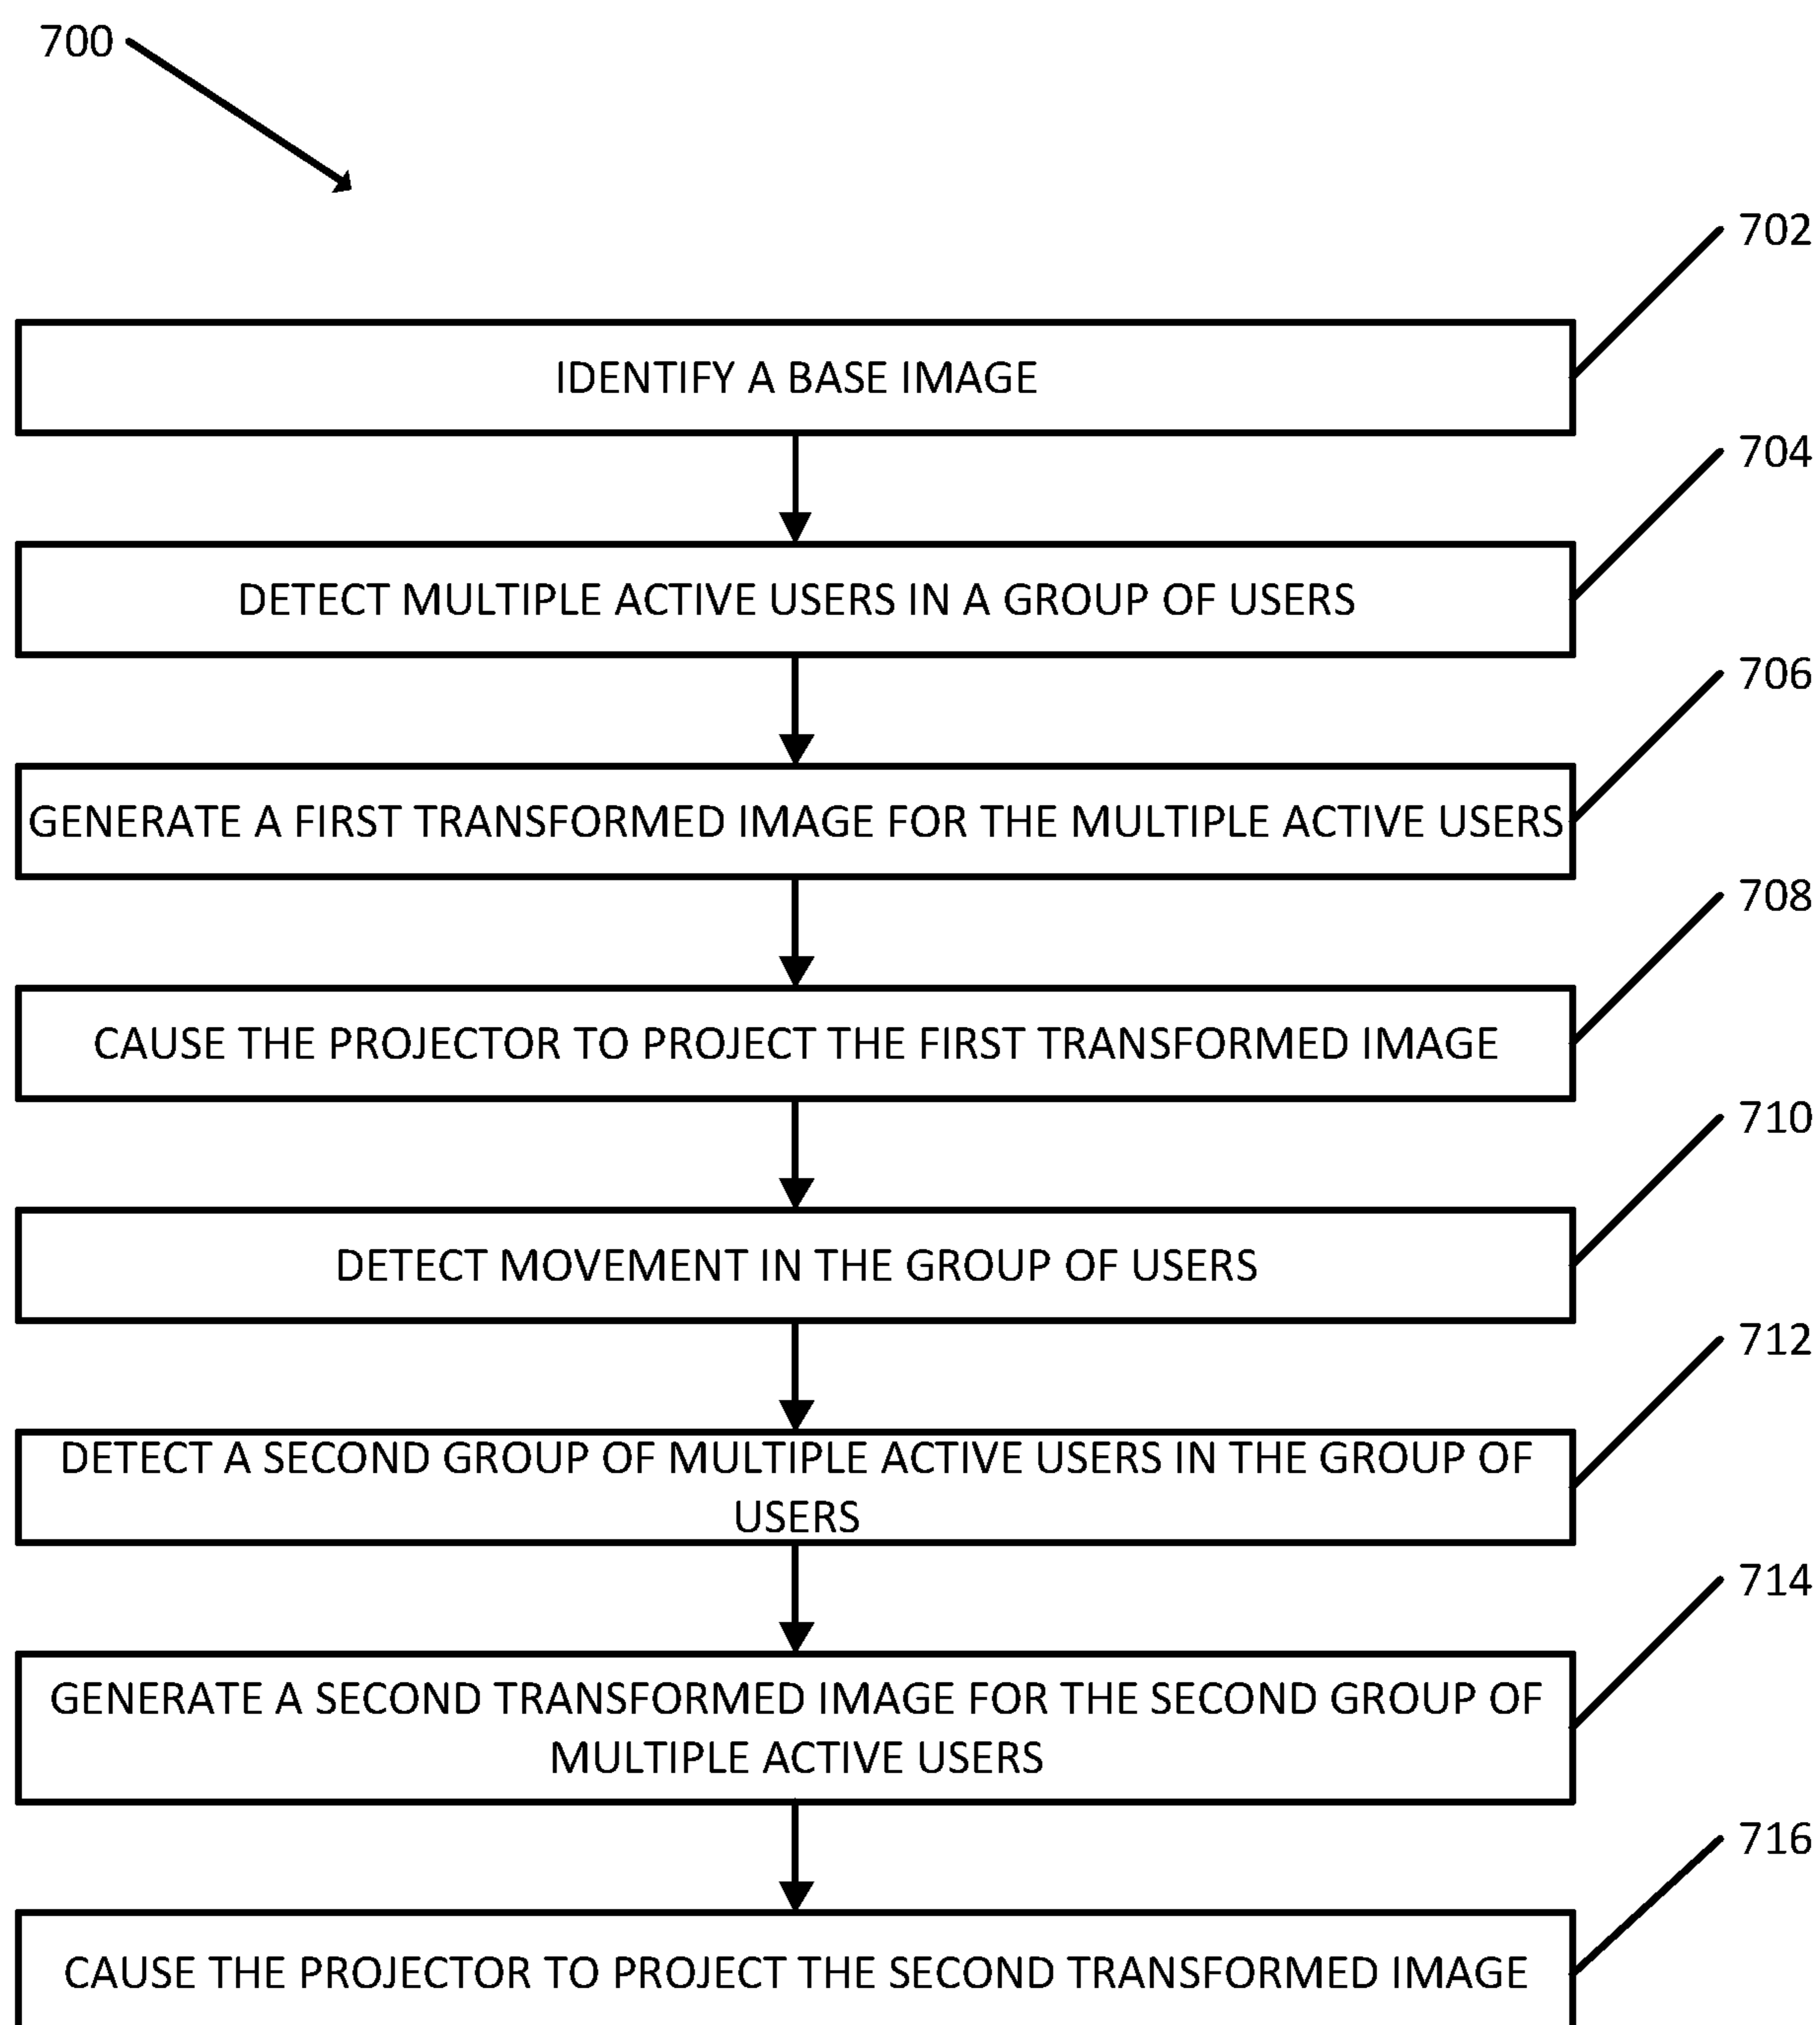 700
702
IDENTIFY A BASE IMAGE
704
DETECT MULTIPLE ACTIVE USERS IN A GROUP OF USERS
706
GENERATE A FIRST TRANSFORMED IMAGE FOR THE MULTIPLE ACTIVE USERS
708
CAUSE THE PROJECTOR TO PROJECT THE FIRST TRANSFORMED IMAGE
710
DETECT MOVEMENT IN THE GROUP OF USERS
712
DETECT A SECOND GROUP OF MULTIPLE ACTIVE USERS IN THE GROUP OF
USERS
714
GENERATE A SECOND TRANSFORMED IMAGE FOR THE SECOND GROUP OF
MULTIPLE ACTIVE USERS
716
CAUSE THE PROJECTOR TO PROJECT THE SECOND TRANSFORMED IMAGE